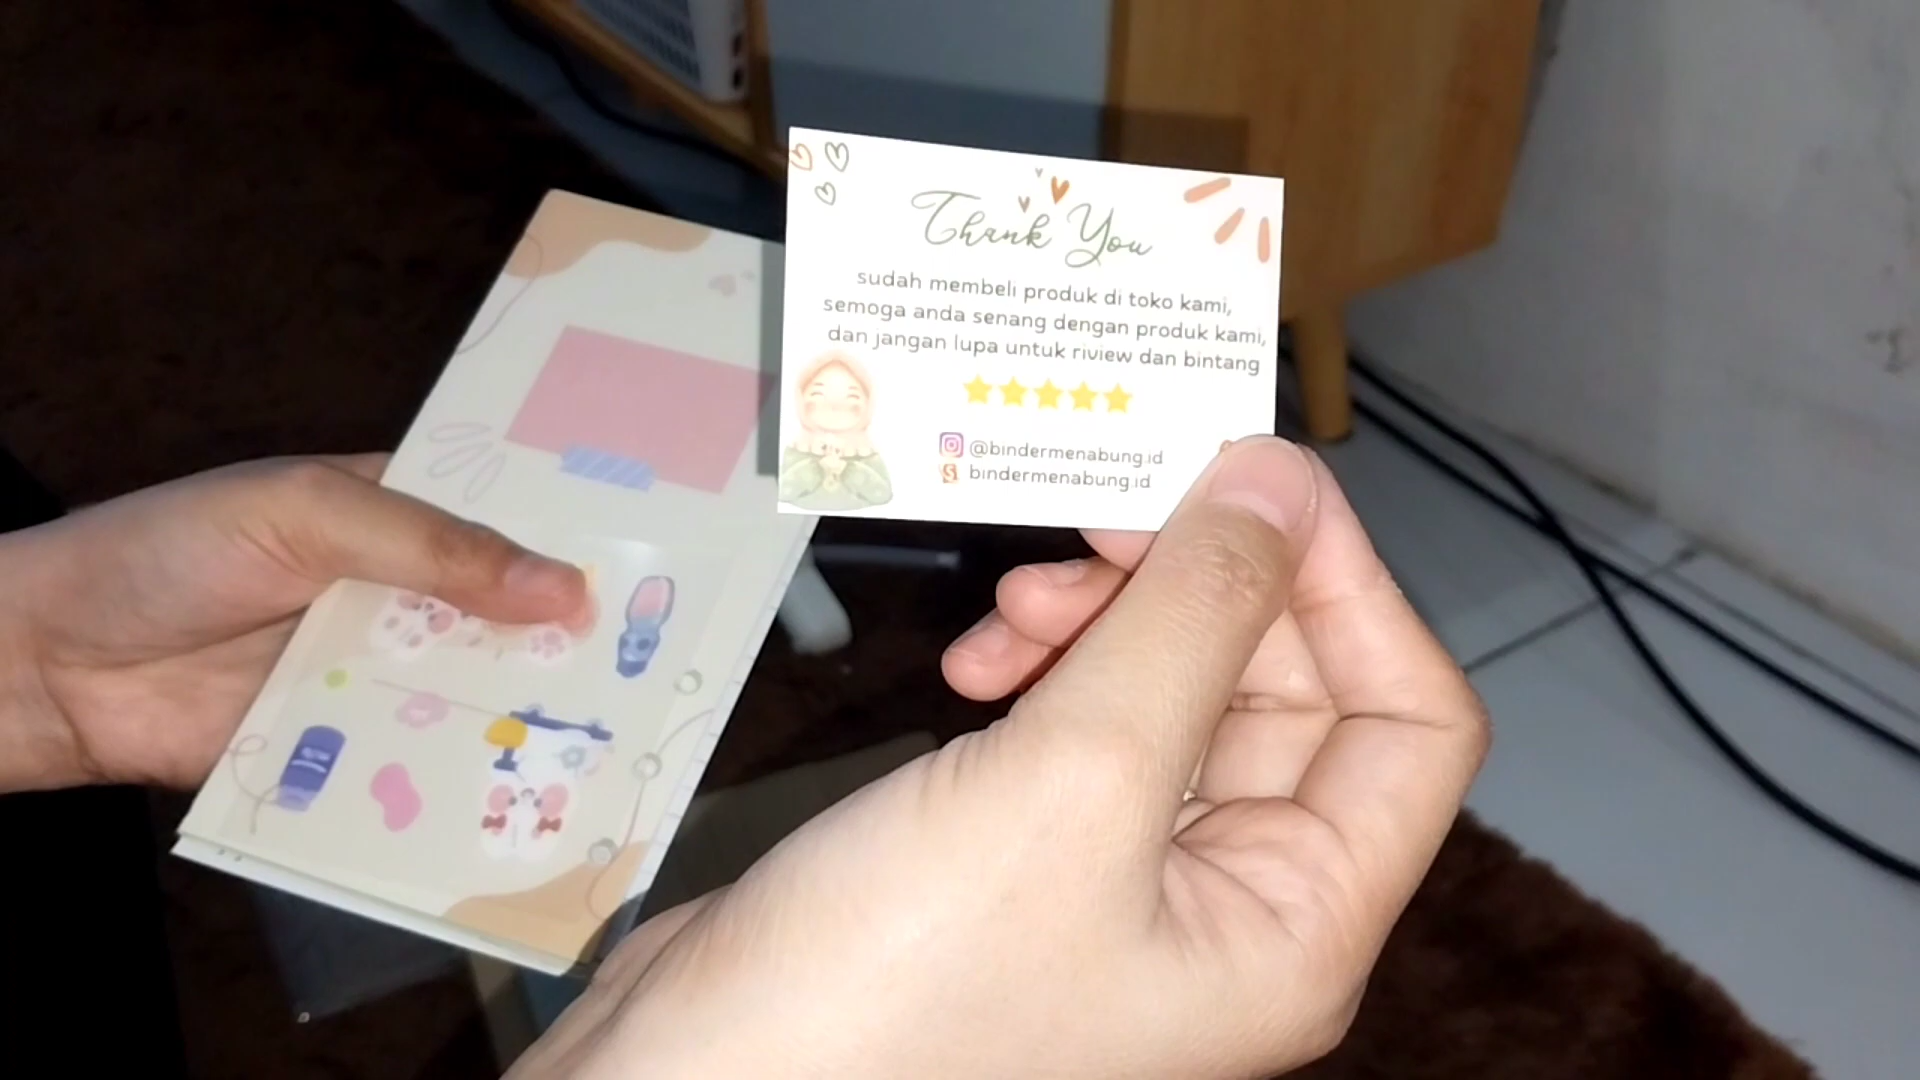 Thank You
sudah membeli produk di toko kami,
semoga anda senang dengan produk kami,
dan jangan lupa untuk riview dan bintang
@bindermenabung.id
bindermenabung.id